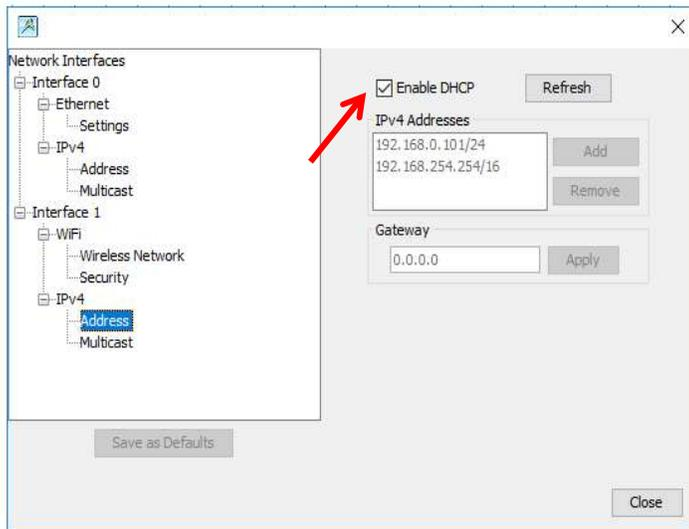 Network Interfaces
Interface 0
Ethernet
Settings
IPv4
Address
Multicast
Interface 1
WiFi
Wireless Network
Security
IPv4
Address
Multicast
Save as Defaults
Enable DHCP
Refresh
IPv4 Addresses
192.168.0.101/24
192.168.254.254/16
Add
Remove
Gateway
0.0.0.0
Apply
Close